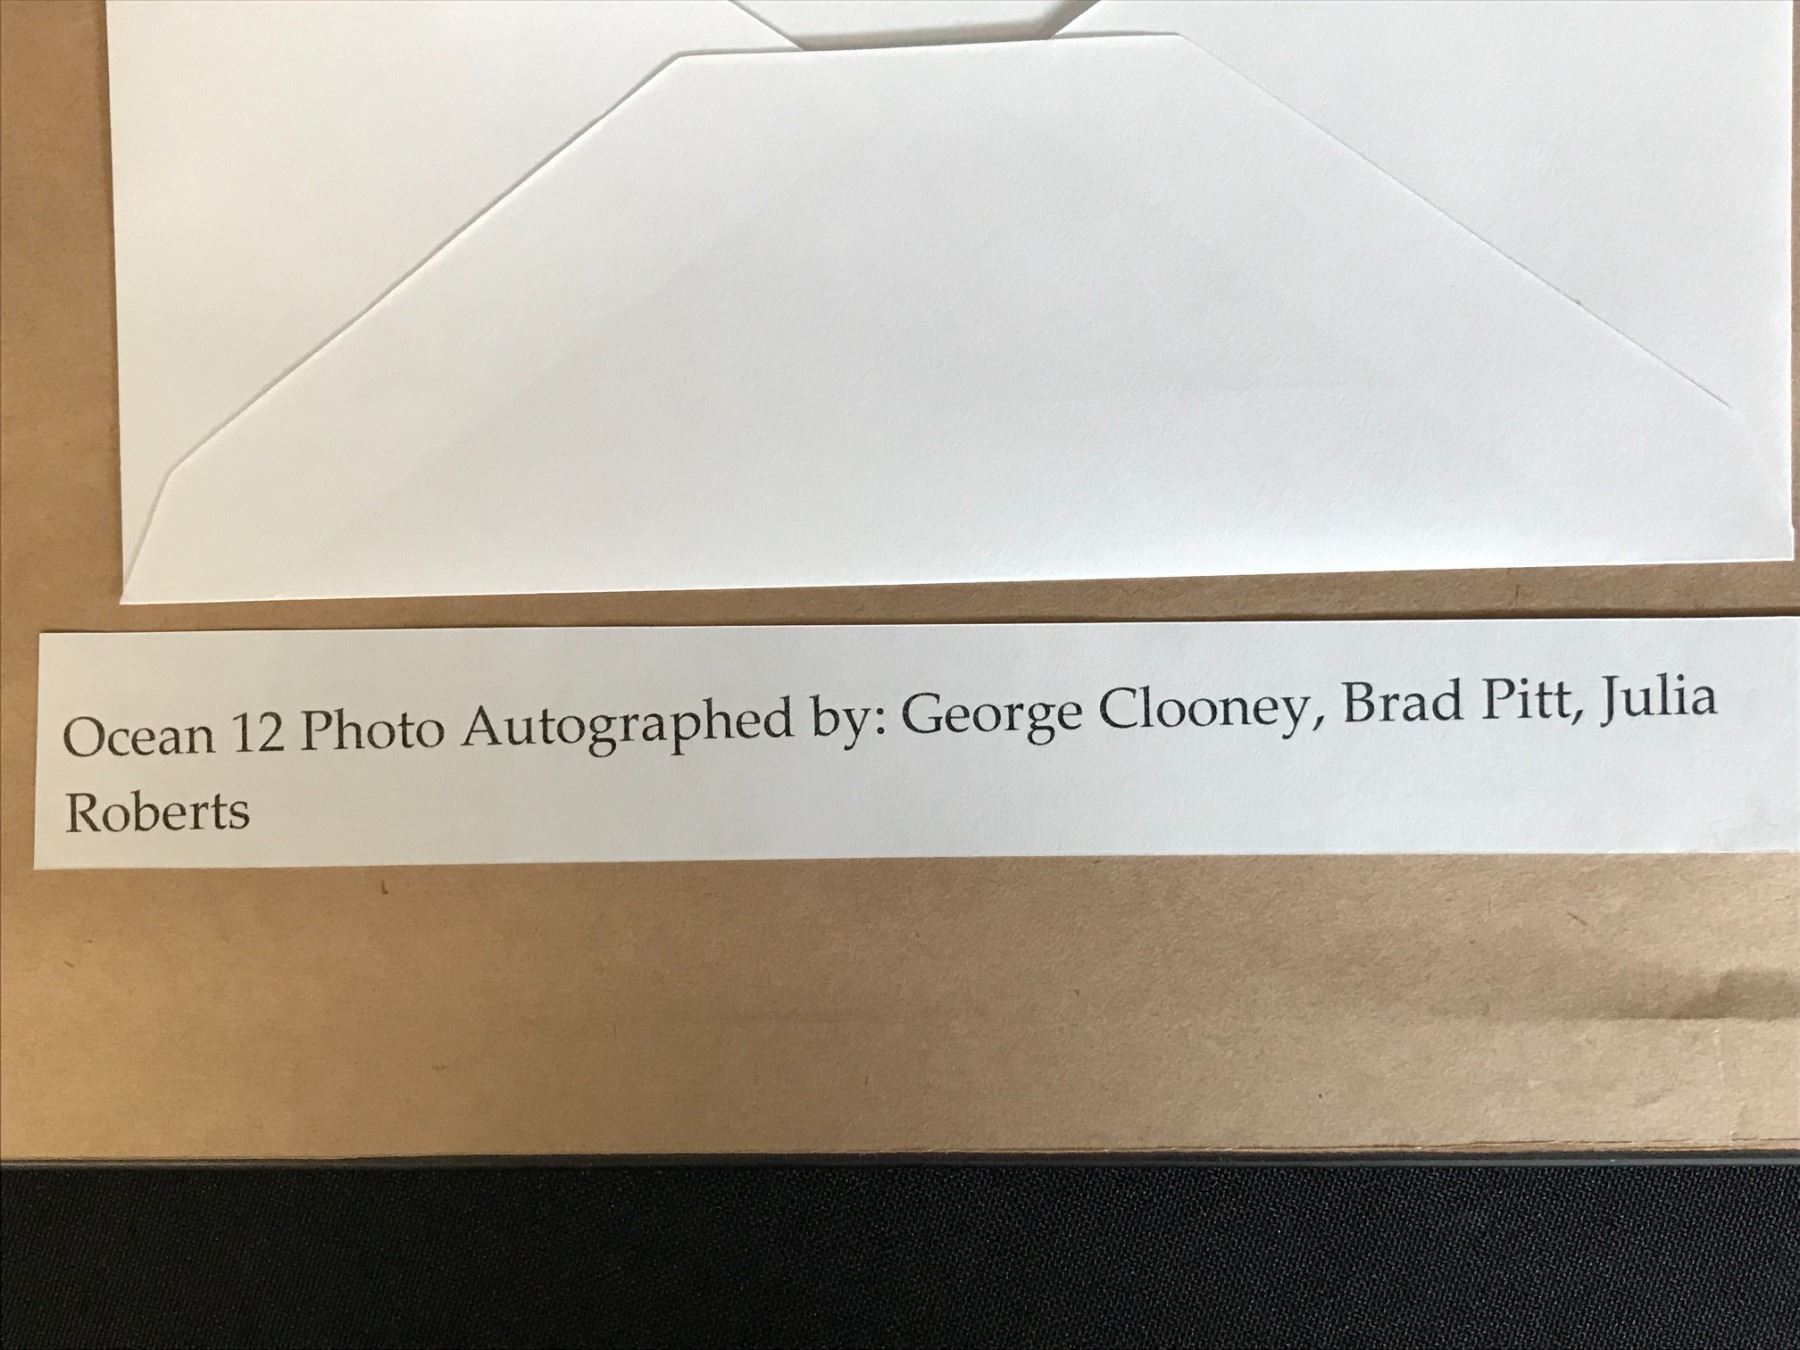 Ocean 12 Photo Autographed by: George Clooney, Brad Pitt, Julia
Roberts